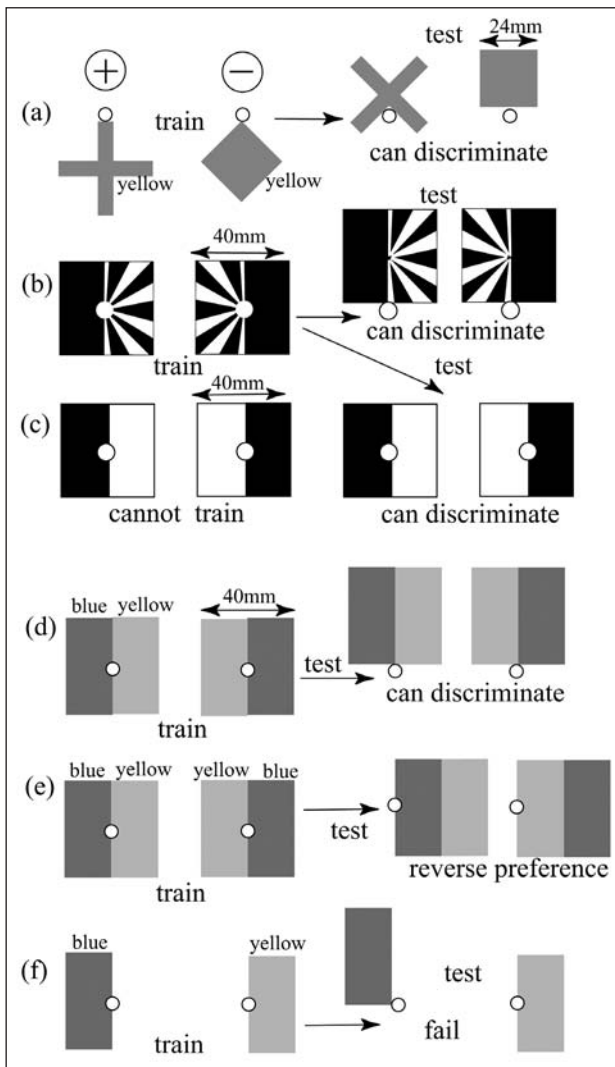 test
24mm
+
−
(a)
train
yellow
yellow
can discriminate
test
40mm
(b)
can discriminate
train
test
40mm
(c)
cannot train
can discriminate
blue yellow
40mm
(d)
test
can discriminate
train
blue yellow
yellow blue
(e)
test
reverse preference
train
blue
yellow
(f)
test
train
fail